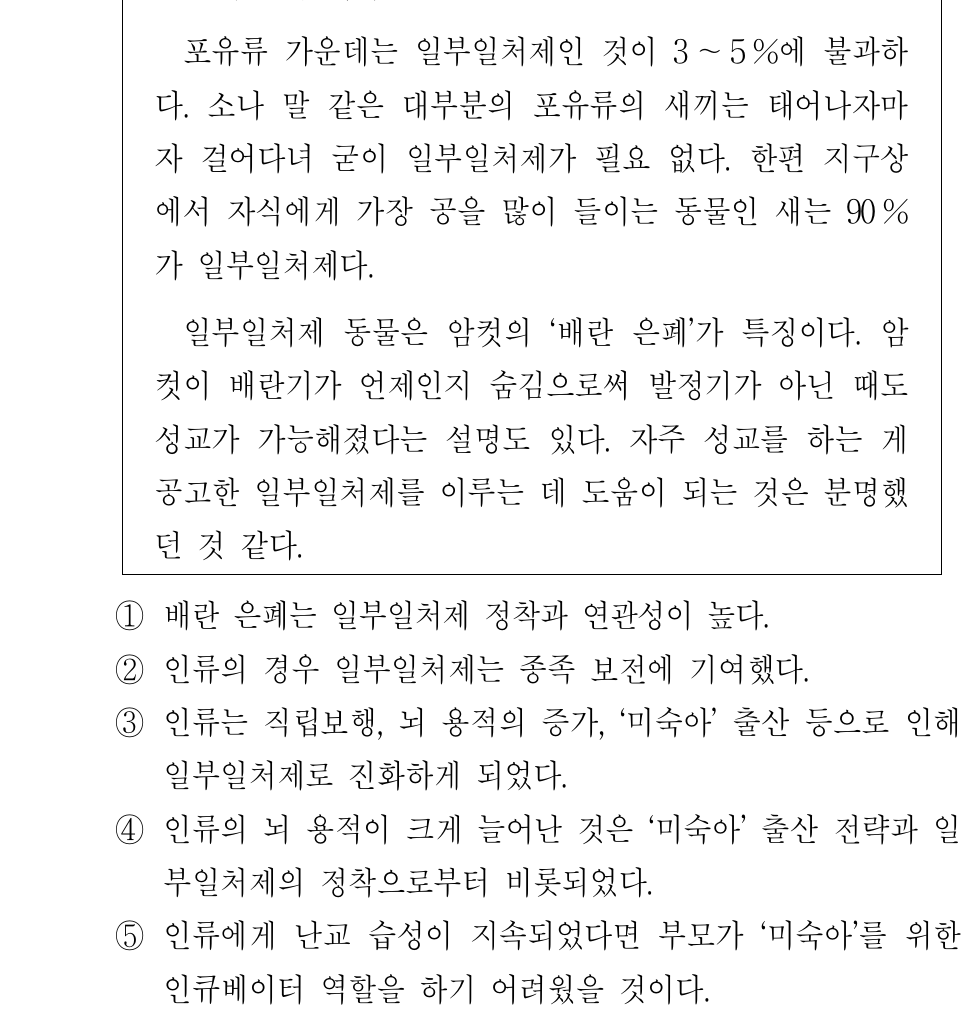 포유류 가운데는 일부일처제인 것이 3～5%에 불과하
다. 소나 말 같은 대부분의 포유류의 새끼는 태어나자마
자 걸어다녀 굳이 일부일처제가 필요 없다. 한편 지구상
에서 자식에게 가장 공을 많이 들이는 동물인 새는 90%
가 일부일처제다.
일부일처제 동물은 암컷의 ‘배란 은폐’가 특징이다. 암
컷이 배란기가 언제인지 숨김으로써 발정기가 아닌 때도
성교가 가능해졌다는 설명도 있다. 자주 성교를 하는 게
공고한 일부일처제를 이루는 데 도움이 되는 것은 분명했
던 것 같다.
① 배란 은폐는 일부일처제 정착과 연관성이 높다.
② 인류의 경우 일부일처제는 종족 보전에 기여했다.
③ 인류는 직립보행, 뇌 용적의 증가, ‘미숙아’ 출산 등으로 인해
일부일처제로 진화하게 되었다.
④ 인류의 뇌 용적이 크게 늘어난 것은 ‘미숙아’ 출산 전략과 일
부일처제의 정착으로부터 비롯되었다.
⑤ 인류에게 난교 습성이 지속되었다면 부모가 ‘미숙아’를 위한
인큐베이터 역할을 하기 어려웠을 것이다.